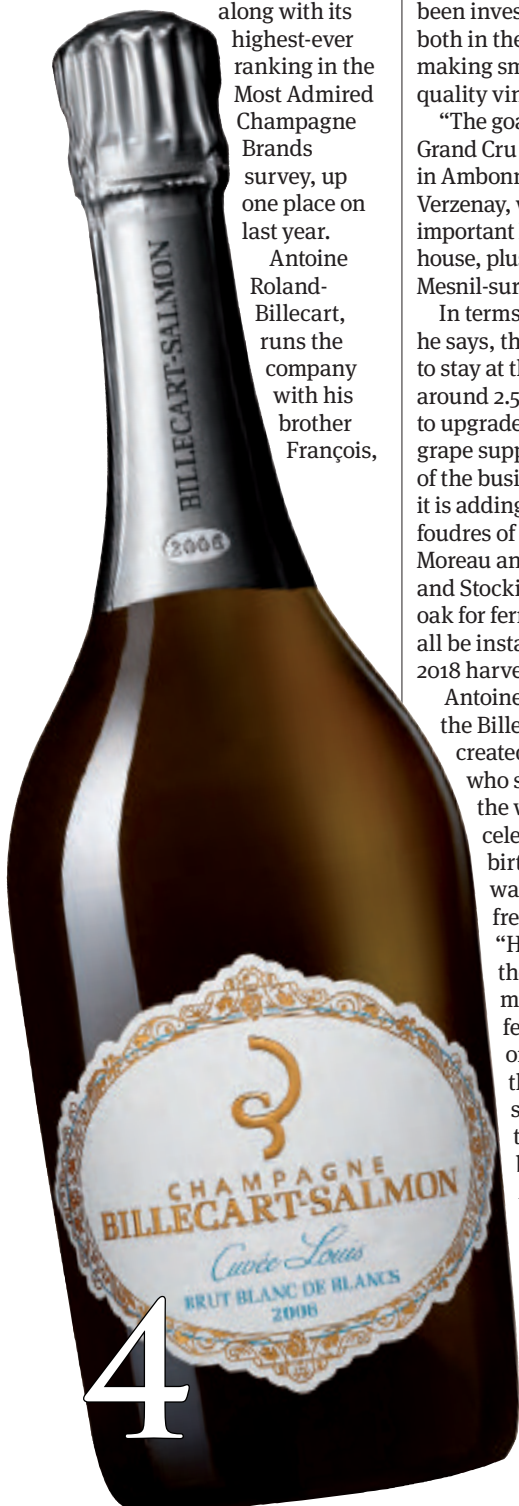 along with its
highest-ever
ranking in the
Most Admired
Champagne
Brands
survey, up
one place on
last year.
Antoine
Roland-
Billecart,
runs the
company
with his
brother
François,
been inves
both in the
making sm
quality vin
“The goa
Grand Cru
in Ambonn
Verzenay, v
important
house, plus
Mesnil-sur
In terms
he says, th
to stay at th
around 2.5
to upgrade
grape supp
of the busi
it is adding
foudres of
Moreau an
and Stocki
oak for ferr
all be insta
2018 harve
Antoine
the Bille
created
who s
the v
cele
birt
wa
fre
“H
th
m
fe
BILLECART-SALMON
2006
CHAMPAGNE
BILLECART-SALMON
Cuvée Louis
BRUT BLANC DE BLANCS
2006
4